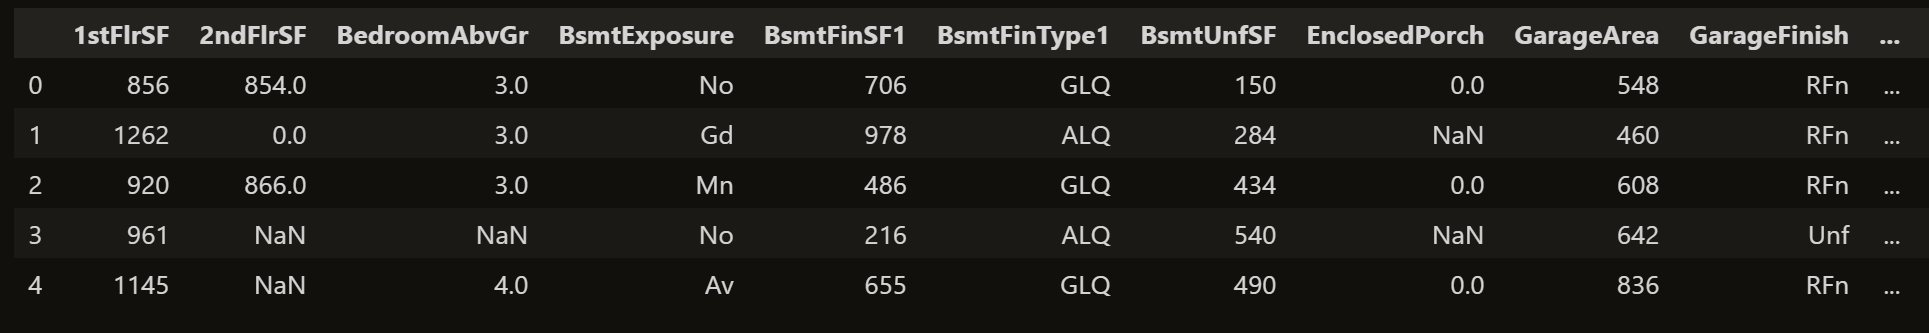 1stFlrSF 2ndFlrSF BedroomAbvGr BsmtExposure BsmtFinSF1 BsmtFinType1 BsmtUnfSF EnclosedPorch GarageArea GarageFinish ...
0 856 854.0 3.0 No 706 GLQ 150 0.0 548 RFn ...
1 1262 0.0 3.0 Gd 978 ALQ 284 NaN 460 RFn ...
2 920 866.0 3.0 Mn 486 GLQ 434 0.0 608 RFn ...
3 961 NaN NaN No 216 ALQ 540 NaN 642 Unf ...
4 1145 NaN 4.0 Av 655 GLQ 490 0.0 836 RFn ...